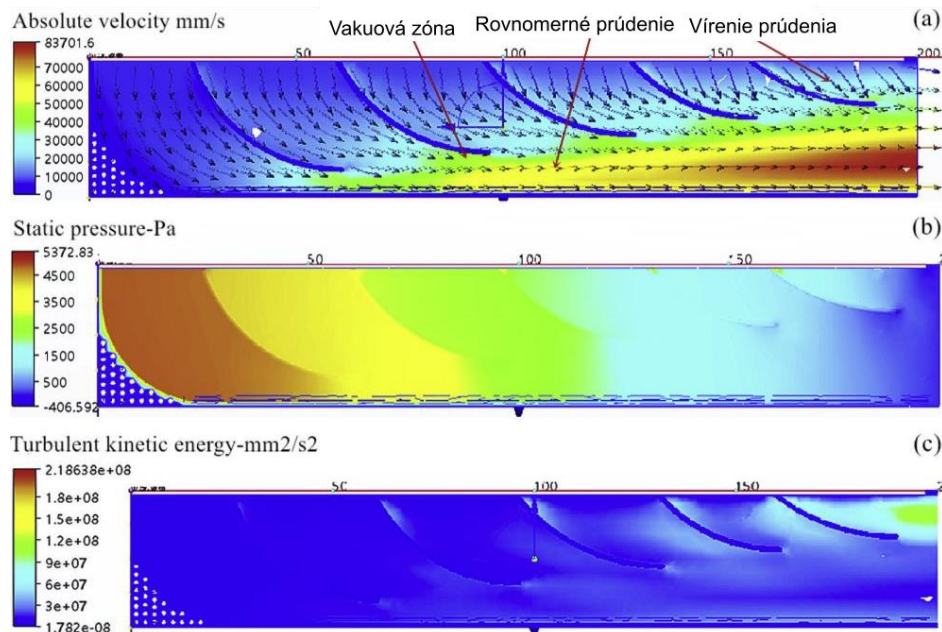 Absolute velocity mm/s
Vakuová zóna
Rovnomerné prúdenie
Vírenie prúdenia
(a)
83701.6
70000
60000
50000
40000
30000
20000
10000
0
50
100
150
200
Static pressure-Pa
(b)
5372.83
4500
3500
2500
1500
500
-406.592
50
100
150
2
Turbulent kinetic energy-mm2/s2
(c)
2.18638e+08
1.8e+08
1.5e+08
1.2e+08
9e+07
6e+07
3e+07
1.782e-08
50
100
150
2